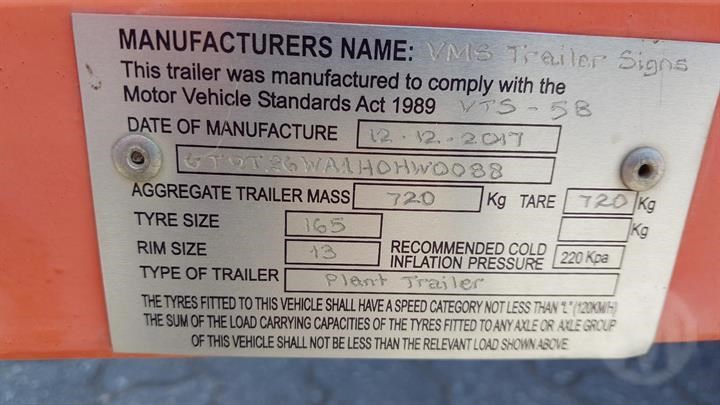 MANUFACTURERS NAME: VMS Trailer Signs
This trailer was manufactured to comply with the
Motor Vehicle Standards Act 1989 VTS-58
DATE OF MANUFACTURE 12-12-2017
AGGREGATE TRAILER MASS 720 Kg TARE 720 Kg
TYRE SIZE 165 Kg
RIM SIZE 13 RECOMMENDED COLD INFLATION PRESSURE 220 Kpa
TYPE OF TRAILER Plant Trailer
THE TYRES FITTED TO THIS VEHICLE SHALL HAVE A SPEED CATEGORY NOT LESS THAN "L" (120KM/H)
THE SUM OF THE LOAD CARRYING CAPACITIES OF THE TYRES FITTED TO ANY AXLE OR AXLE GROUP
OF THIS VEHICLE SHALL NOT BE LESS THAN THE RELEVANT LOAD SHOWN ABOVE.